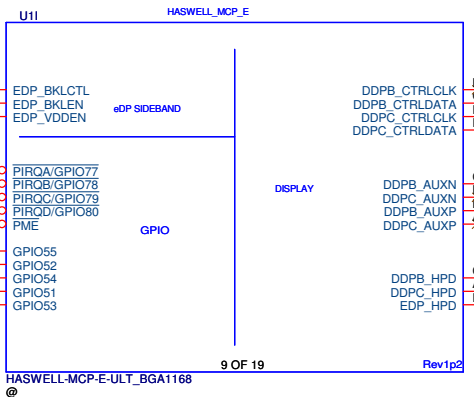 U1I
HASWELL_MCP_E
EDP_BKLCTL
EDP_BKLEN
EDP_VDDEN
eDP SIDEBAND
DDPB_CTRLCLK
DDPB_CTRLDATA
DDPC_CTRLCLK
DDPC_CTRLDATA
PIRQA/GPIO77
PIRQB/GPIO78
PIRQC/GPIO79
PIRQD/GPIO80
PME
GPIO
DISPLAY
DDPB_AUXN
DDPC_AUXN
DDPB_AUXP
DDPC_AUXP
GPIO55
GPIO52
GPIO54
GPIO51
GPIO53
DDPB_HPD
DDPC_HPD
EDP_HPD
9 OF 19
Rev1p2
HASWELL-MCP-E-ULT_BGA1168
@